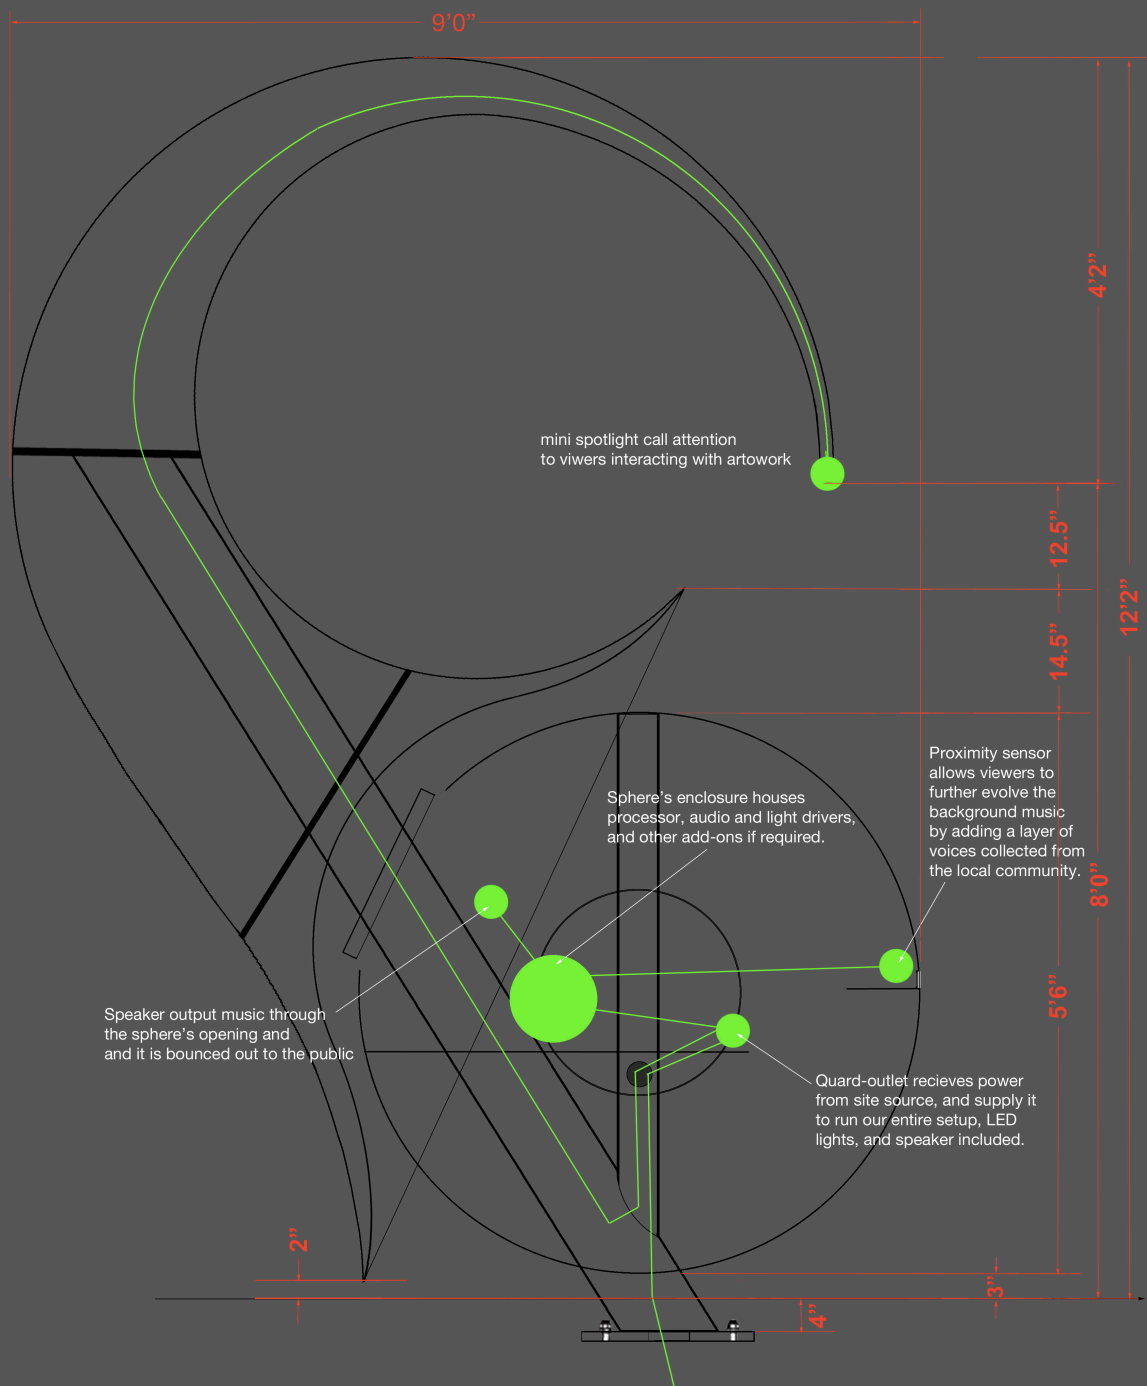 9’0”
4’2”
mini spotlight call attention
to viwers interacting with artowork
12.5”
12’2”
14.5”
Proximity sensor
allows viewers to
further evolve the
background music
by adding a layer of
voices collected from
the local community.
Sphere’s enclosure houses
processor, audio and light drivers,
and other add-ons if required.
8’0”
5’6”
Speaker output music through
the sphere’s opening and
and it is bounced out to the public
Quard-outlet recieves power
from site source, and supply it
to run our entire setup, LED
lights, and speaker included.
2”
3”
4”